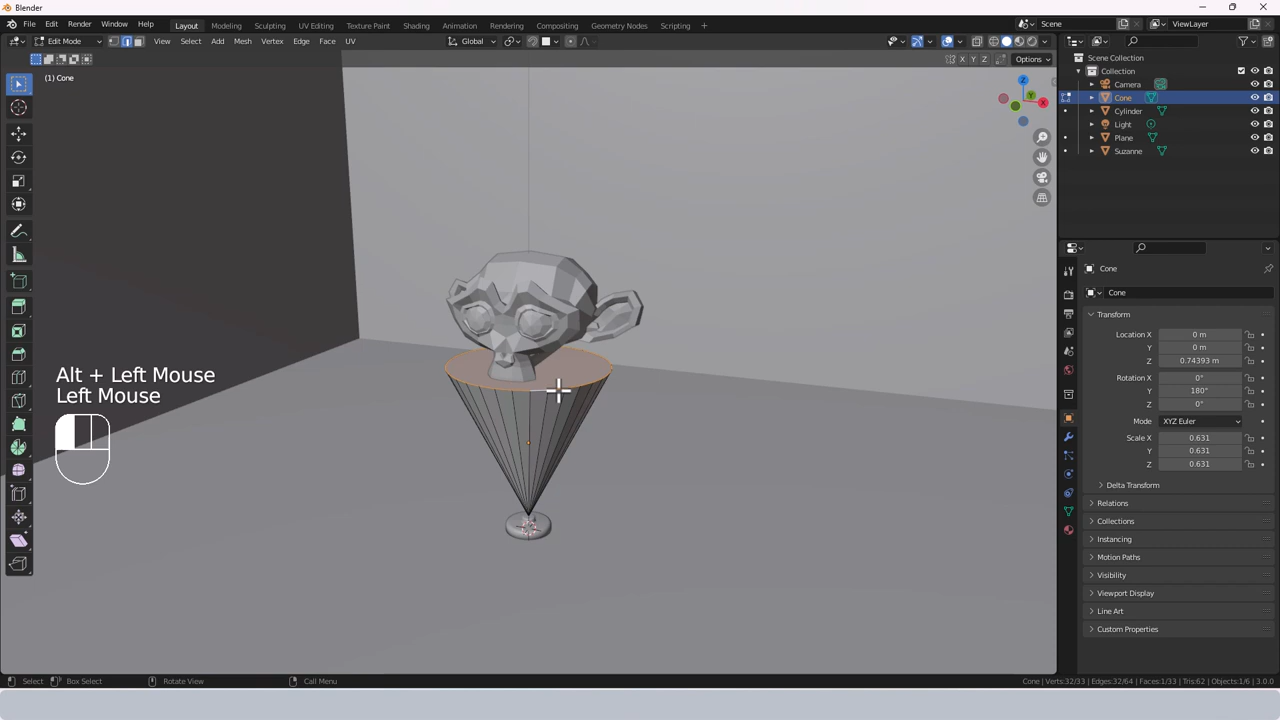 Blender
File Edit Render Window Help Layout Modeling Sculpting UV Editing Texture Paint Shading Animation Rendering Compositing Geometry Nodes Scripting + Scene ViewLayer
Edit Mode View Select Add Mesh Vertex Edge Face UV Global
X Y Z Options
(1) Cone
Z
Y
X
Scene Collection
Collection
Camera
Cone
Cylinder
Light
Plane
Suzanne
Alt + Left Mouse
Left Mouse
Cone
Cone
Transform
Location X 0 m
Y 0 m
Z 0.74393 m
Rotation X 0°
Y 180°
Z 0°
Mode XYZ Euler
Scale X 0.631
Y 0.631
Z 0.631
Delta Transform
Relations
Collections
Instancing
Motion Paths
Visibility
Viewport Display
Line Art
Custom Properties
Select Box Select Rotate View Call Menu Cone | Verts:32/33 | Edges:32/64 | Faces:1/33 | Tris:62 | Objects:1/6 | 3.0.0